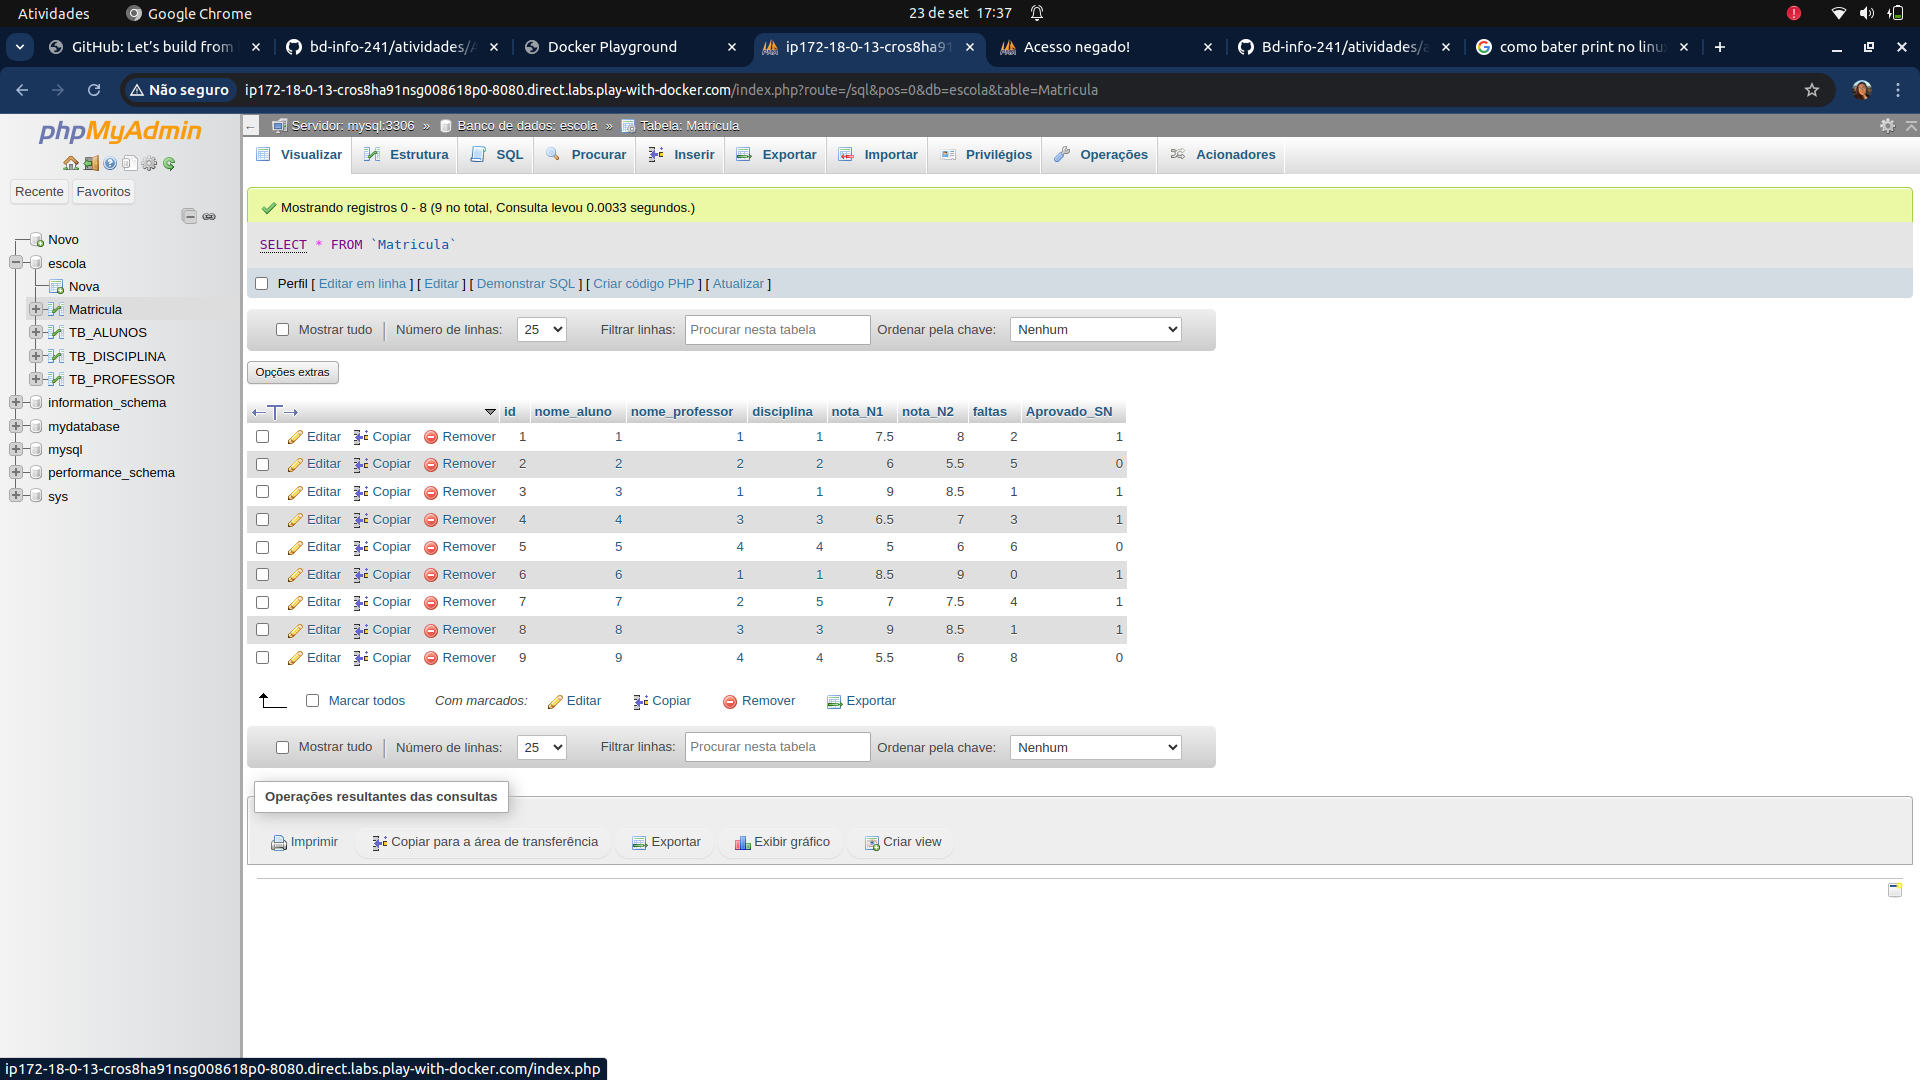 Atividades Google Chrome 23 de set 17:37
GitHub: Let's build from bd-info-241/atividades/A Docker Playground ip172-18-0-13-cros8ha91 Acesso negado! Bd-info-241/atividades/a como bater print no linu
Não seguro ip172-18-0-13-cros8ha91nsg008618p0-8080.direct.labs.play-with-docker.com/index.php?route=/sql&pos=0&db=escola&table=Matricula
phpMyAdmin
Recente Favoritos
Novo
escola
Nova
Matricula
TB_ALUNOS
TB_DISCIPLINA
TB_PROFESSOR
information_schema
mydatabase
mysql
performance_schema
sys
Servidor: mysql:3306 » Banco de dados: escola » Tabela: Matricula
Visualizar Estrutura SQL Procurar Inserir Exportar Importar Privilégios Operações Acionadores
Mostrando registros 0 - 8 (9 no total, Consulta levou 0.0033 segundos.)
SELECT * FROM `Matricula`
Perfil [ Editar em linha ] [ Editar ] [ Demonstrar SQL ] [ Criar código PHP ] [ Atualizar ]
Mostrar tudo Número de linhas: 25 Filtrar linhas: Procurar nesta tabela Ordenar pela chave: Nenhum
Opções extras
id nome_aluno nome_professor disciplina nota_N1 nota_N2 faltas Aprovado_SN
Editar Copiar Remover 1 1 1 1 7.5 8 2 1
Editar Copiar Remover 2 2 2 2 6 5.5 5 0
Editar Copiar Remover 3 3 1 1 9 8.5 1 1
Editar Copiar Remover 4 4 3 3 6.5 7 3 1
Editar Copiar Remover 5 5 4 4 5 6 6 0
Editar Copiar Remover 6 6 1 1 8.5 9 0 1
Editar Copiar Remover 7 7 2 5 7 7.5 4 1
Editar Copiar Remover 8 8 3 3 9 8.5 1 1
Editar Copiar Remover 9 9 4 4 5.5 6 8 0
Marcar todos Com marcados: Editar Copiar Remover Exportar
Mostrar tudo Número de linhas: 25 Filtrar linhas: Procurar nesta tabela Ordenar pela chave: Nenhum
Operações resultantes das consultas
Imprimir Copiar para a área de transferência Exportar Exibir gráfico Criar view
ip172-18-0-13-cros8ha91nsg008618p0-8080.direct.labs.play-with-docker.com/index.php